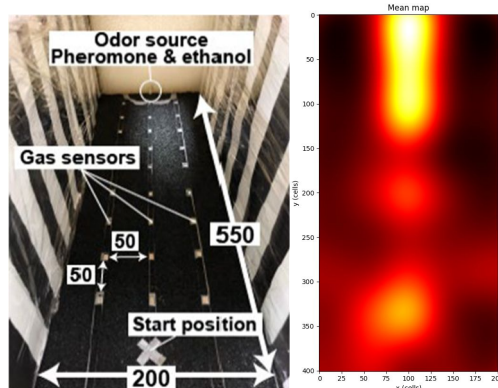 Odor source
Pheromone & ethanol
Gas sensors
50
50
550
Start position
200
Mean map
0
50
100
150
200
250
300
350
400
y (cells)
0 25 50 75 100 125 150 175 200
x (cells)